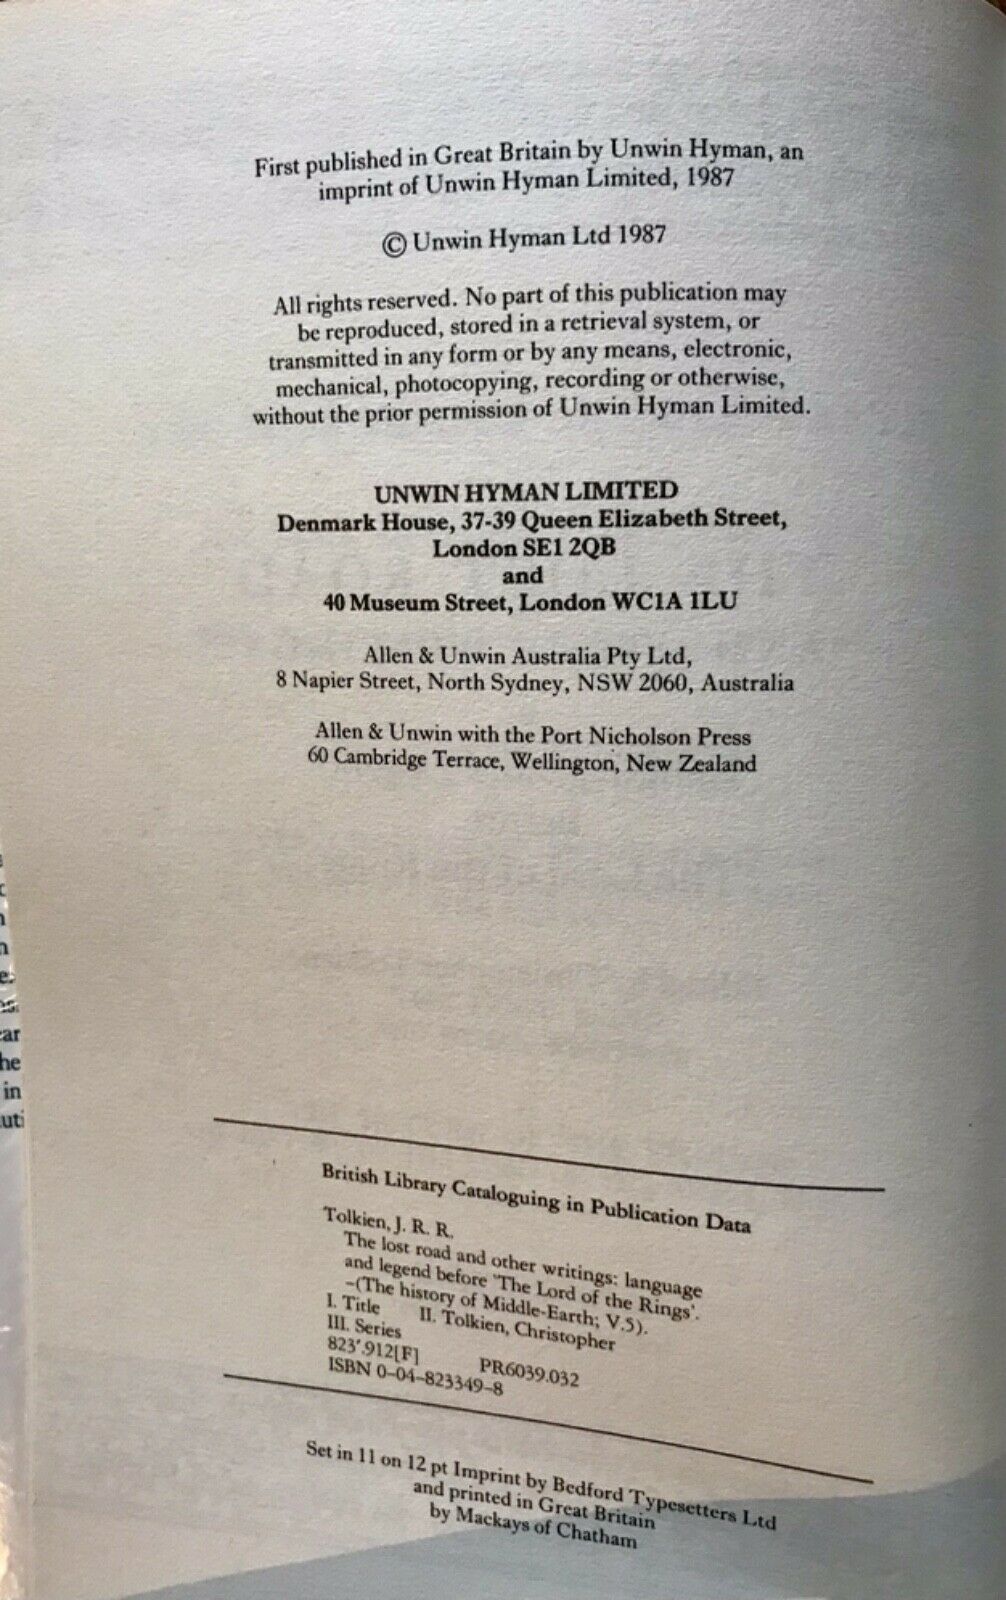 First published in Great Britain by Unwin Hyman, an
imprint of Unwin Hyman Limited, 1987
© Unwin Hyman Ltd 1987
All rights reserved. No part of this publication may
be reproduced, stored in a retrieval system, or
transmitted in any form or by any means, electronic,
mechanical, photocopying, recording or otherwise,
without the prior permission of Unwin Hyman Limited.
UNWIN HYMAN LIMITED
Denmark House, 37-39 Queen Elizabeth Street,
London SE1 2QB
and
40 Museum Street, London WC1A 1LU
Allen & Unwin Australia Pty Ltd,
8 Napier Street, North Sydney, NSW 2060, Australia
Allen & Unwin with the Port Nicholson Press
60 Cambridge Terrace, Wellington, New Zealand
British Library Cataloguing in Publication Data
Tolkien, J. R. R.
The lost road and other writings: language
and legend before 'The Lord of the Rings'.
–(The history of Middle-Earth; V.5).
I. Title II. Tolkien, Christopher
III. Series
823'.912[F] PR6039.032
ISBN 0–04–823349–8
Set in 11 on 12 pt Imprint by Bedford Typesetters Ltd
and printed in Great Britain
by Mackays of Chatham